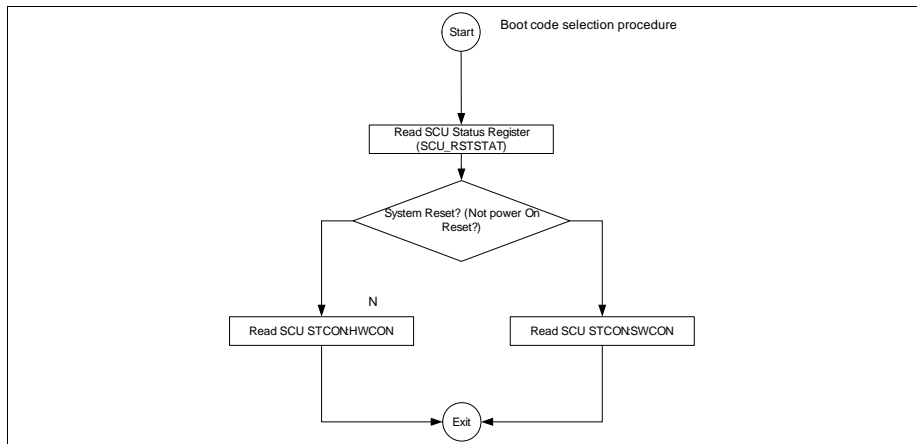 Start
Boot code selection procedure
Read SCU Status Register
(SCU_RSTSTAT)
System Reset? (Not power On
Reset?)
N
Read SCU STCON:HWCON
Read SCU STCON:SWCON
Exit